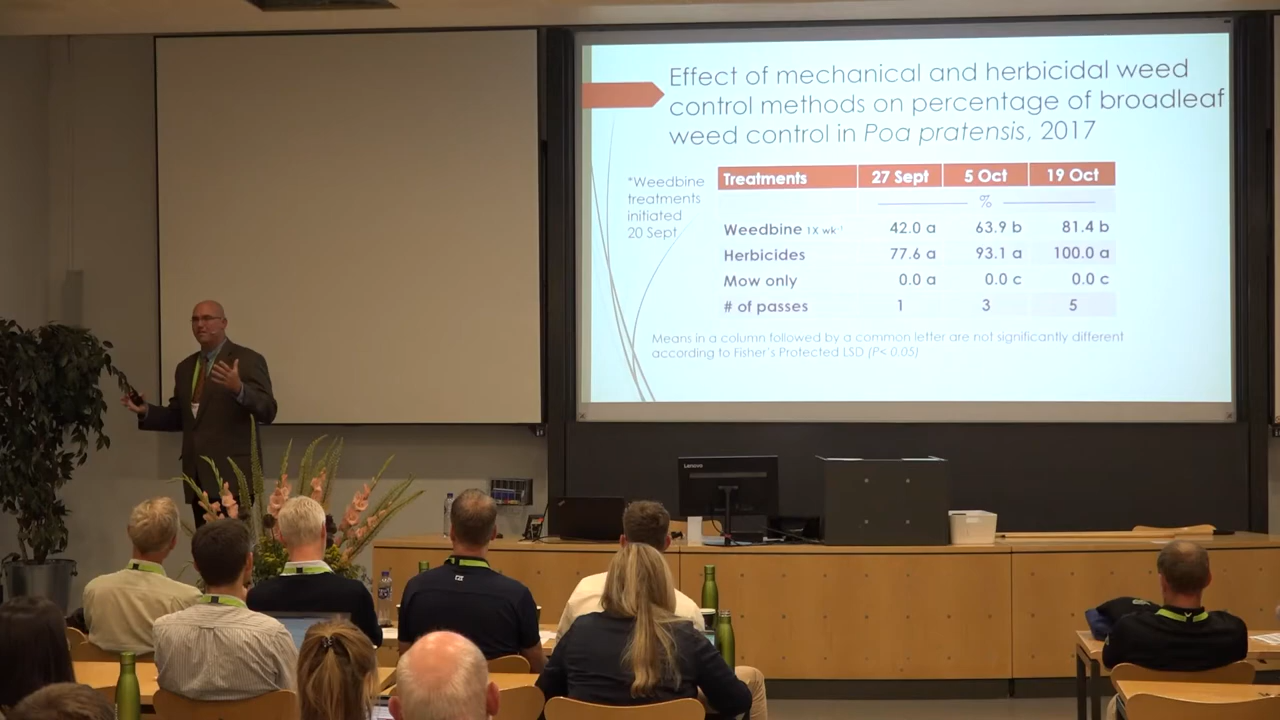 Effect of mechanical and herbicidal weed
control methods on percentage of broadleaf
weed control in Poa pratensis, 2017
*Weedbine
treatments
initiated
20 Sept.
Treatments 27 Sept 5 Oct 19 Oct
%
Weedbine 1X wk⁻¹ 42.0 a 63.9 b 81.4 b
Herbicides 77.6 a 93.1 a 100.0 a
Mow only 0.0 a 0.0 c 0.0 c
# of passes 1 3 5
Means in a column followed by a common letter are not significantly different
according to Fisher's Protected LSD (P< 0.05)
Lenovo